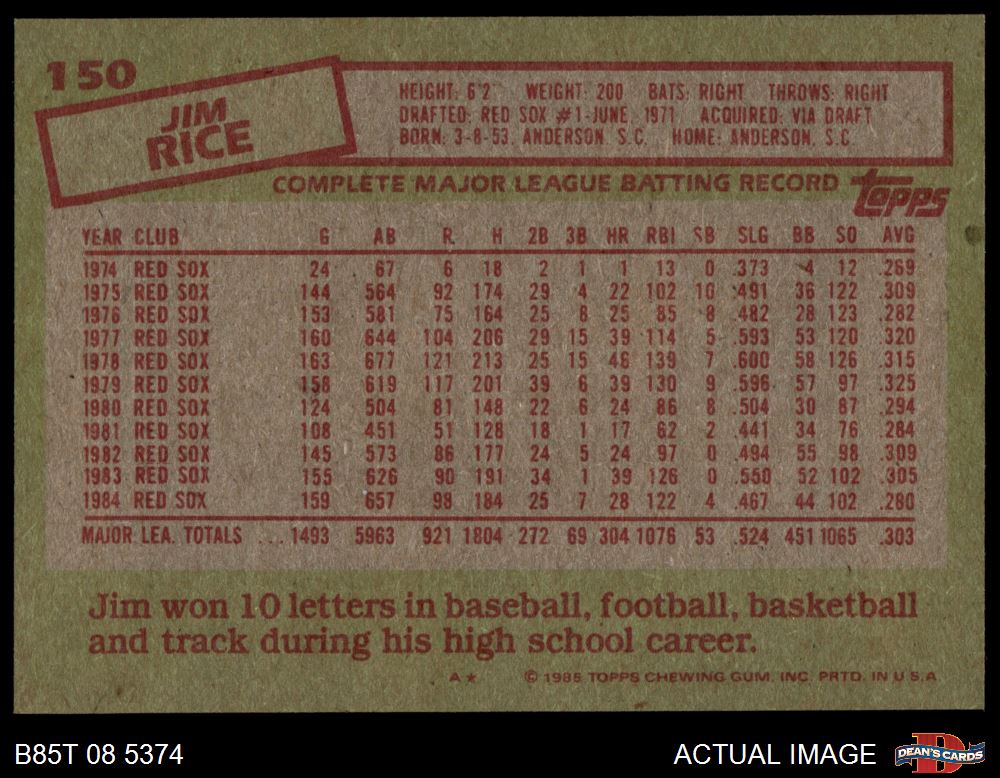 150
JIM
RICE
HEIGHT: 6'2" WEIGHT: 200 BATS: RIGHT THROWS: RIGHT
DRAFTED: RED SOX #1-JUNE, 1971 ACQUIRED: VIA DRAFT
BORN: 3-8-53, ANDERSON, S.C. HOME: ANDERSON, S.C.
COMPLETE MAJOR LEAGUE BATTING RECORD
topps
YEAR CLUB G AB R H 2B 3B HR RBI SB SLG BB SO AVG
1974 RED SOX 24 67 6 18 2 1 1 13 0 .373 4 12 .269
1975 RED SOX 144 564 92 174 29 4 22 102 10 .491 36 122 .309
1976 RED SOX 153 581 75 164 25 8 25 85 8 .482 28 123 .282
1977 RED SOX 160 644 104 206 29 15 39 114 5 .593 53 120 .320
1978 RED SOX 163 677 121 213 25 15 46 139 7 .600 58 126 .315
1979 RED SOX 158 619 117 201 39 6 39 130 9 .596 57 97 .325
1980 RED SOX 124 504 81 148 22 6 24 86 8 .504 30 87 .294
1981 RED SOX 108 451 51 128 18 1 17 62 2 .441 34 76 .284
1982 RED SOX 145 573 86 177 24 5 24 97 0 .494 55 98 .309
1983 RED SOX 155 626 90 191 34 1 39 126 0 .550 52 102 .305
1984 RED SOX 159 657 98 184 25 7 28 122 4 .467 44 102 .280
MAJOR LEA. TOTALS ... 1493 5963 921 1804 272 69 304 1076 53 .524 451 1065 .303
Jim won 10 letters in baseball, football, basketball
and track during his high school career.
A★ © 1985 TOPPS CHEWING GUM, INC. PRTD. IN U.S.A.
B85T 08 5374 ACTUAL IMAGE D DEAN'S CARDS